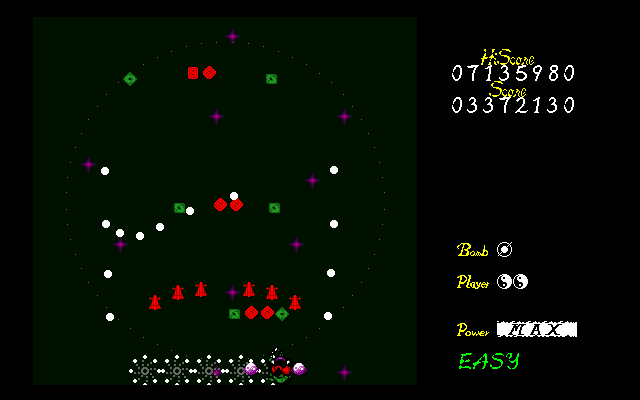 HiScore
07135980
Score
03372130
Bomb
Player
Power MAX
EASY